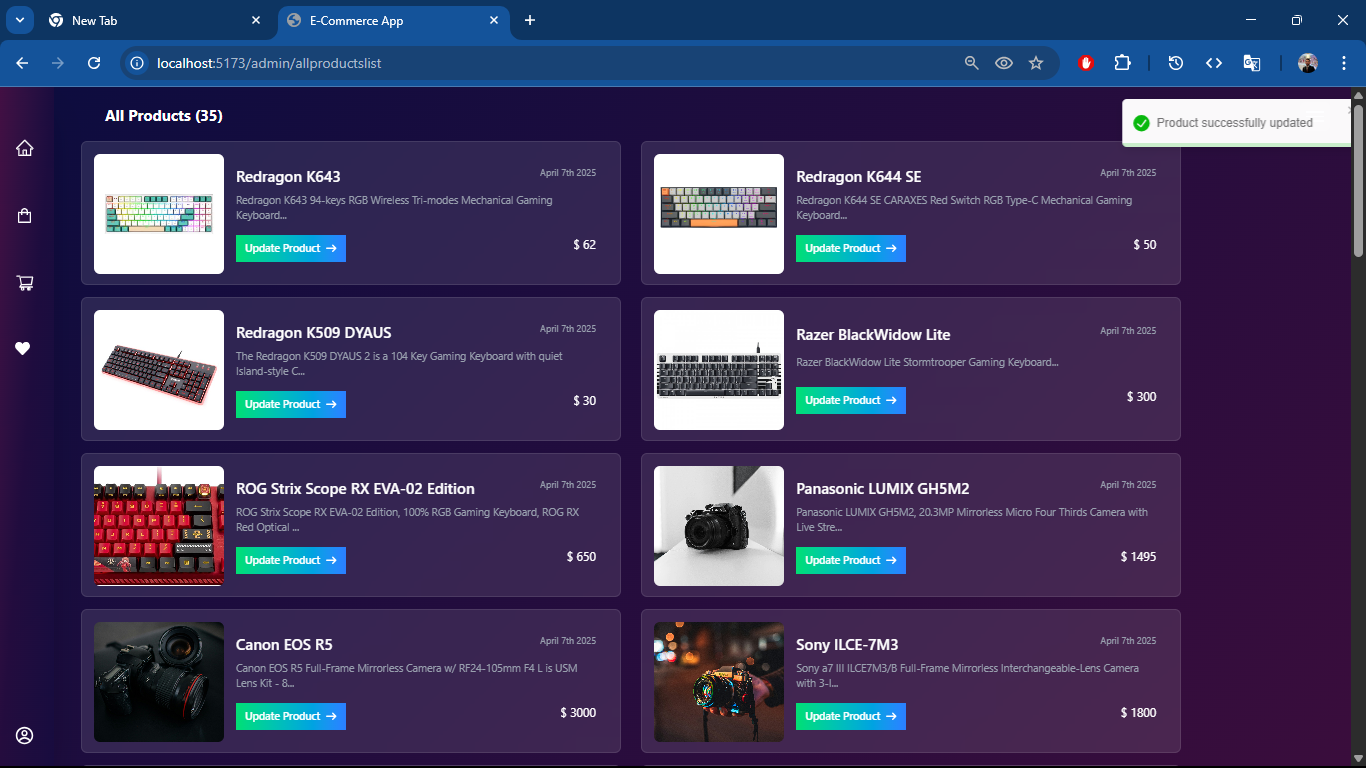 New Tab
E-Commerce App
localhost:5173/admin/allproductslist
All Products (35)
Product successfully updated
Redragon K643
April 7th 2025
Redragon K643 94-keys RGB Wireless Tri-modes Mechanical Gaming
Keyboard...
Update Product →
$ 62
Redragon K644 SE
April 7th 2025
Redragon K644 SE CARAXES Red Switch RGB Type-C Mechanical Gaming
Keyboard...
Update Product →
$ 50
Redragon K509 DYAUS
April 7th 2025
The Redragon K509 DYAUS 2 is a 104 Key Gaming Keyboard with quiet
Island-style C...
Update Product →
$ 30
Razer BlackWidow Lite
April 7th 2025
Razer BlackWidow Lite Stormtrooper Gaming Keyboard...
Update Product →
$ 300
ROG Strix Scope RX EVA-02 Edition
April 7th 2025
ROG Strix Scope RX EVA-02 Edition, 100% RGB Gaming Keyboard, ROG RX
Red Optical ...
Update Product →
$ 650
Panasonic LUMIX GH5M2
April 7th 2025
Panasonic LUMIX GH5M2, 20.3MP Mirrorless Micro Four Thirds Camera with
Live Stre...
Update Product →
$ 1495
Canon EOS R5
April 7th 2025
Canon EOS R5 Full-Frame Mirrorless Camera w/ RF24-105mm F4 L is USM
Lens Kit - 8...
Update Product →
$ 3000
Sony ILCE-7M3
April 7th 2025
Sony a7 III ILCE7M3/B Full-Frame Mirrorless Interchangeable-Lens Camera
with 3-I...
Update Product →
$ 1800